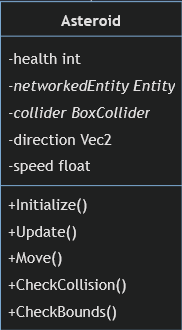 Asteroid
-health int
-networkedEntity Entity
-collider BoxCollider
-direction Vec2
-speed float
+Initialize()
+Update()
+Move()
+CheckCollision()
+CheckBounds()